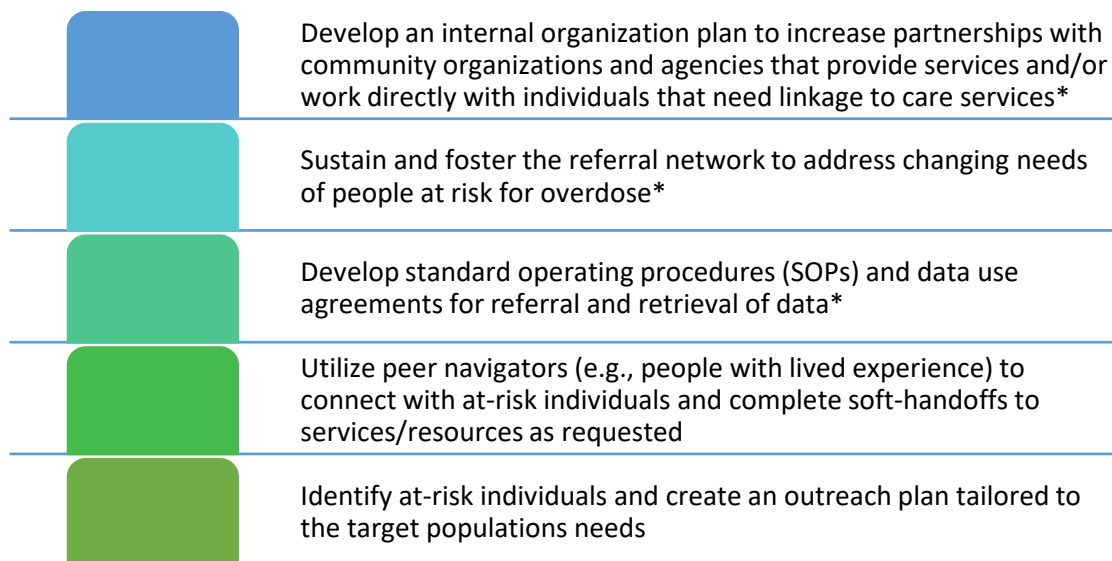 Develop an internal organization plan to increase partnerships with
community organizations and agencies that provide services and/or
work directly with individuals that need linkage to care services*
Sustain and foster the referral network to address changing needs
of people at risk for overdose*
Develop standard operating procedures (SOPs) and data use
agreements for referral and retrieval of data*
Utilize peer navigators (e.g., people with lived experience) to
connect with at-risk individuals and complete soft-handoffs to
services/resources as requested
Identify at-risk individuals and create an outreach plan tailored to
the target populations needs